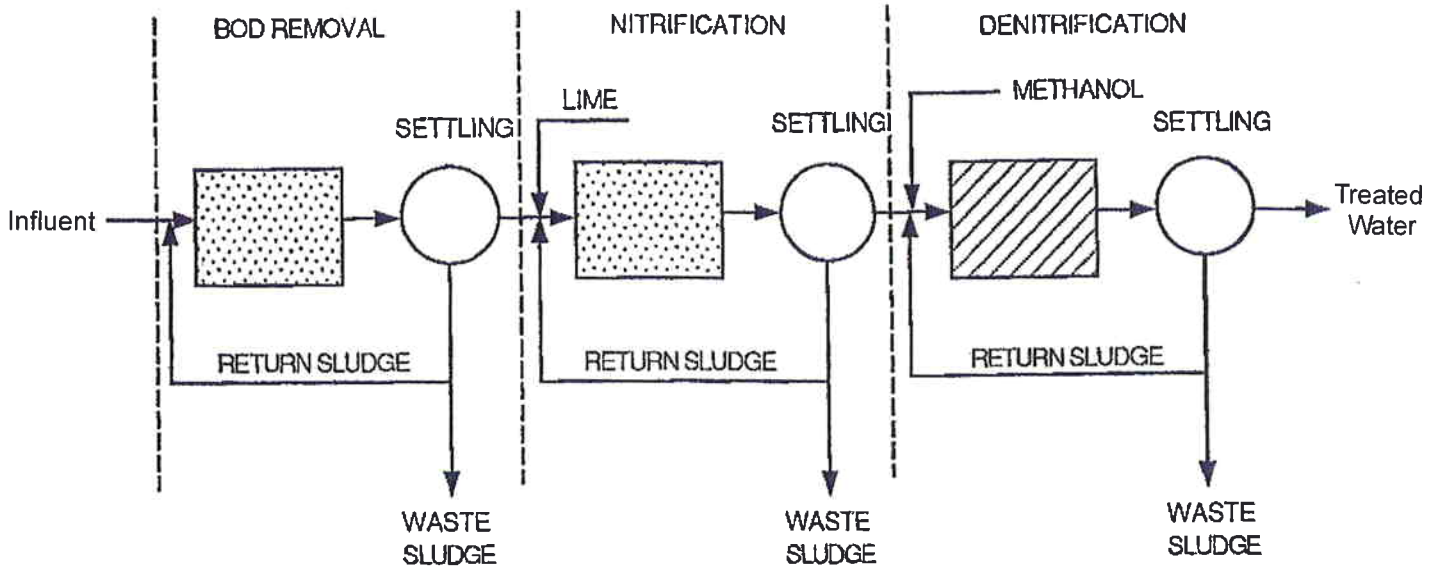 BOD REMOVAL
NITRIFICATION
DENITRIFICATION
LIME
METHANOL
SETTLING
SETTLING
SETTLING
Influent
Treated
Water
RETURN SLUDGE
RETURN SLUDGE
RETURN SLUDGE
WASTE
SLUDGE
WASTE
SLUDGE
WASTE
SLUDGE